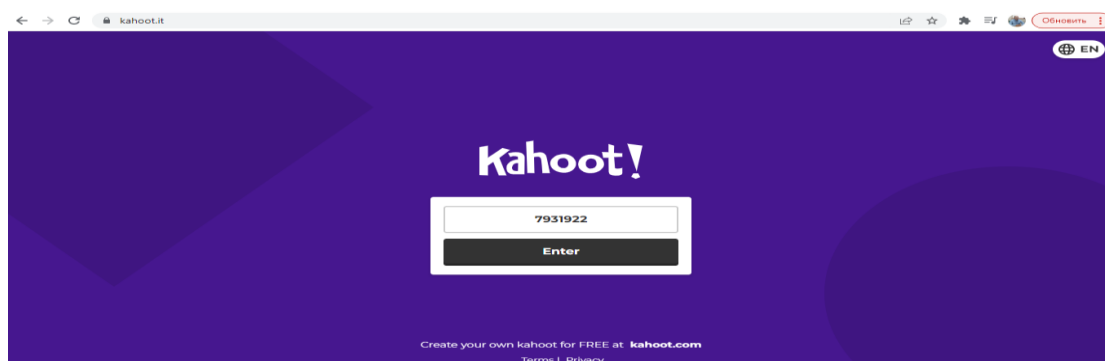 kahoot.it
Обновить
EN
Kahoot!
7931922
Enter
Create your own kahoot for FREE at kahoot.com
Terms | Privacy